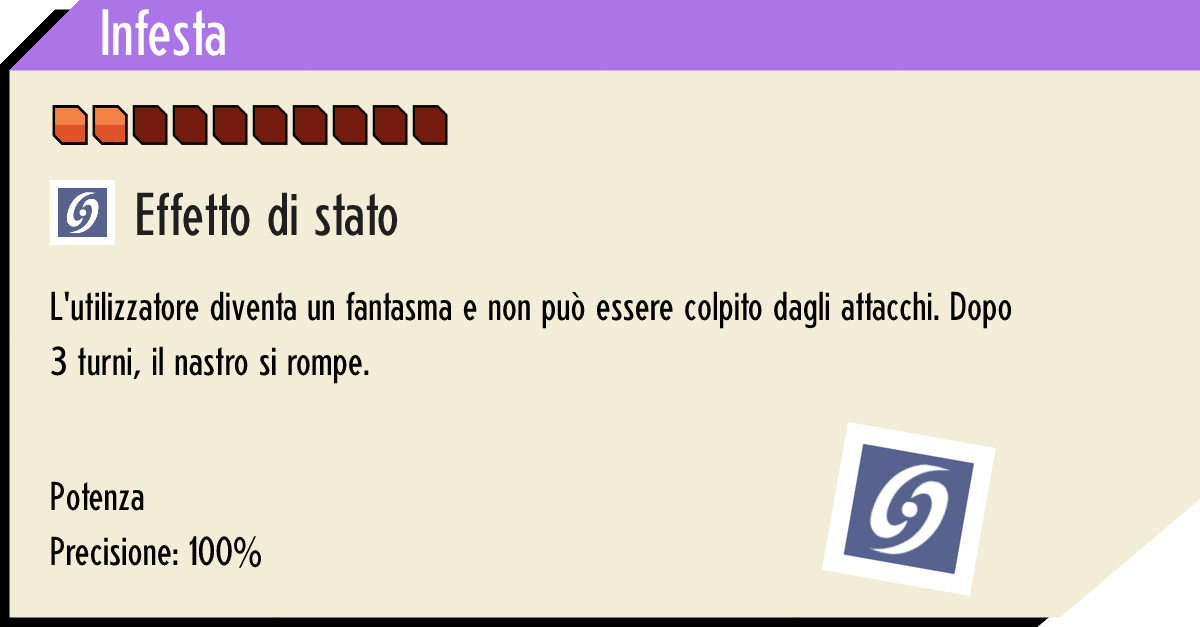 Infesta
Effetto di stato
L'utilizzatore diventa un fantasma e non può essere colpito dagli attacchi. Dopo
3 turni, il nastro si rompe.
Potenza
Precisione: 100%